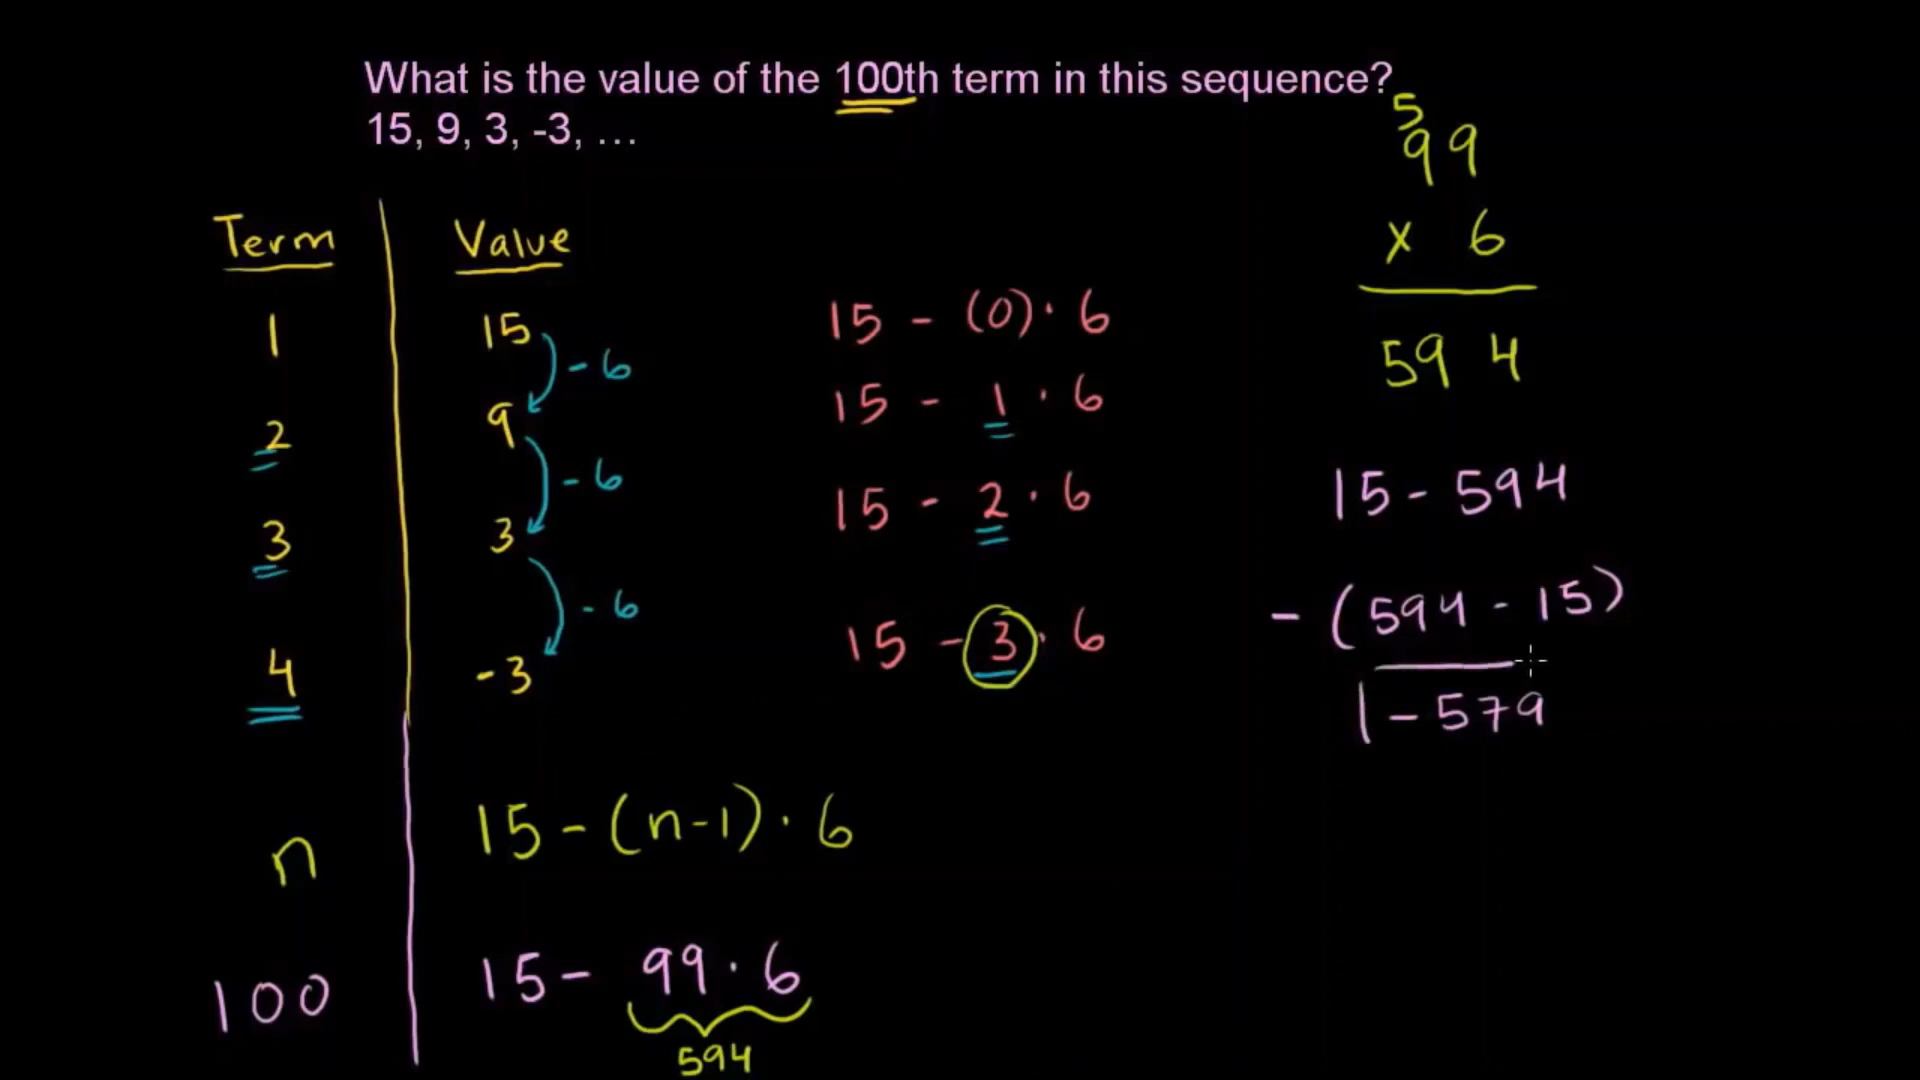 What is the value of the 100th term in this sequence?
15, 9, 3, -3, ...
Term Value
1 15 - 6 15 - (0) · 6
2 9 - 6 15 - 1 · 6
3 3 - 6 15 - 2 · 6
4 -3 15 - 3 · 6
n 15 - (n-1) · 6
100 15 - 99 · 6
594
5
99
x 6
594
15 - 594
- (594 - 15)
- 579